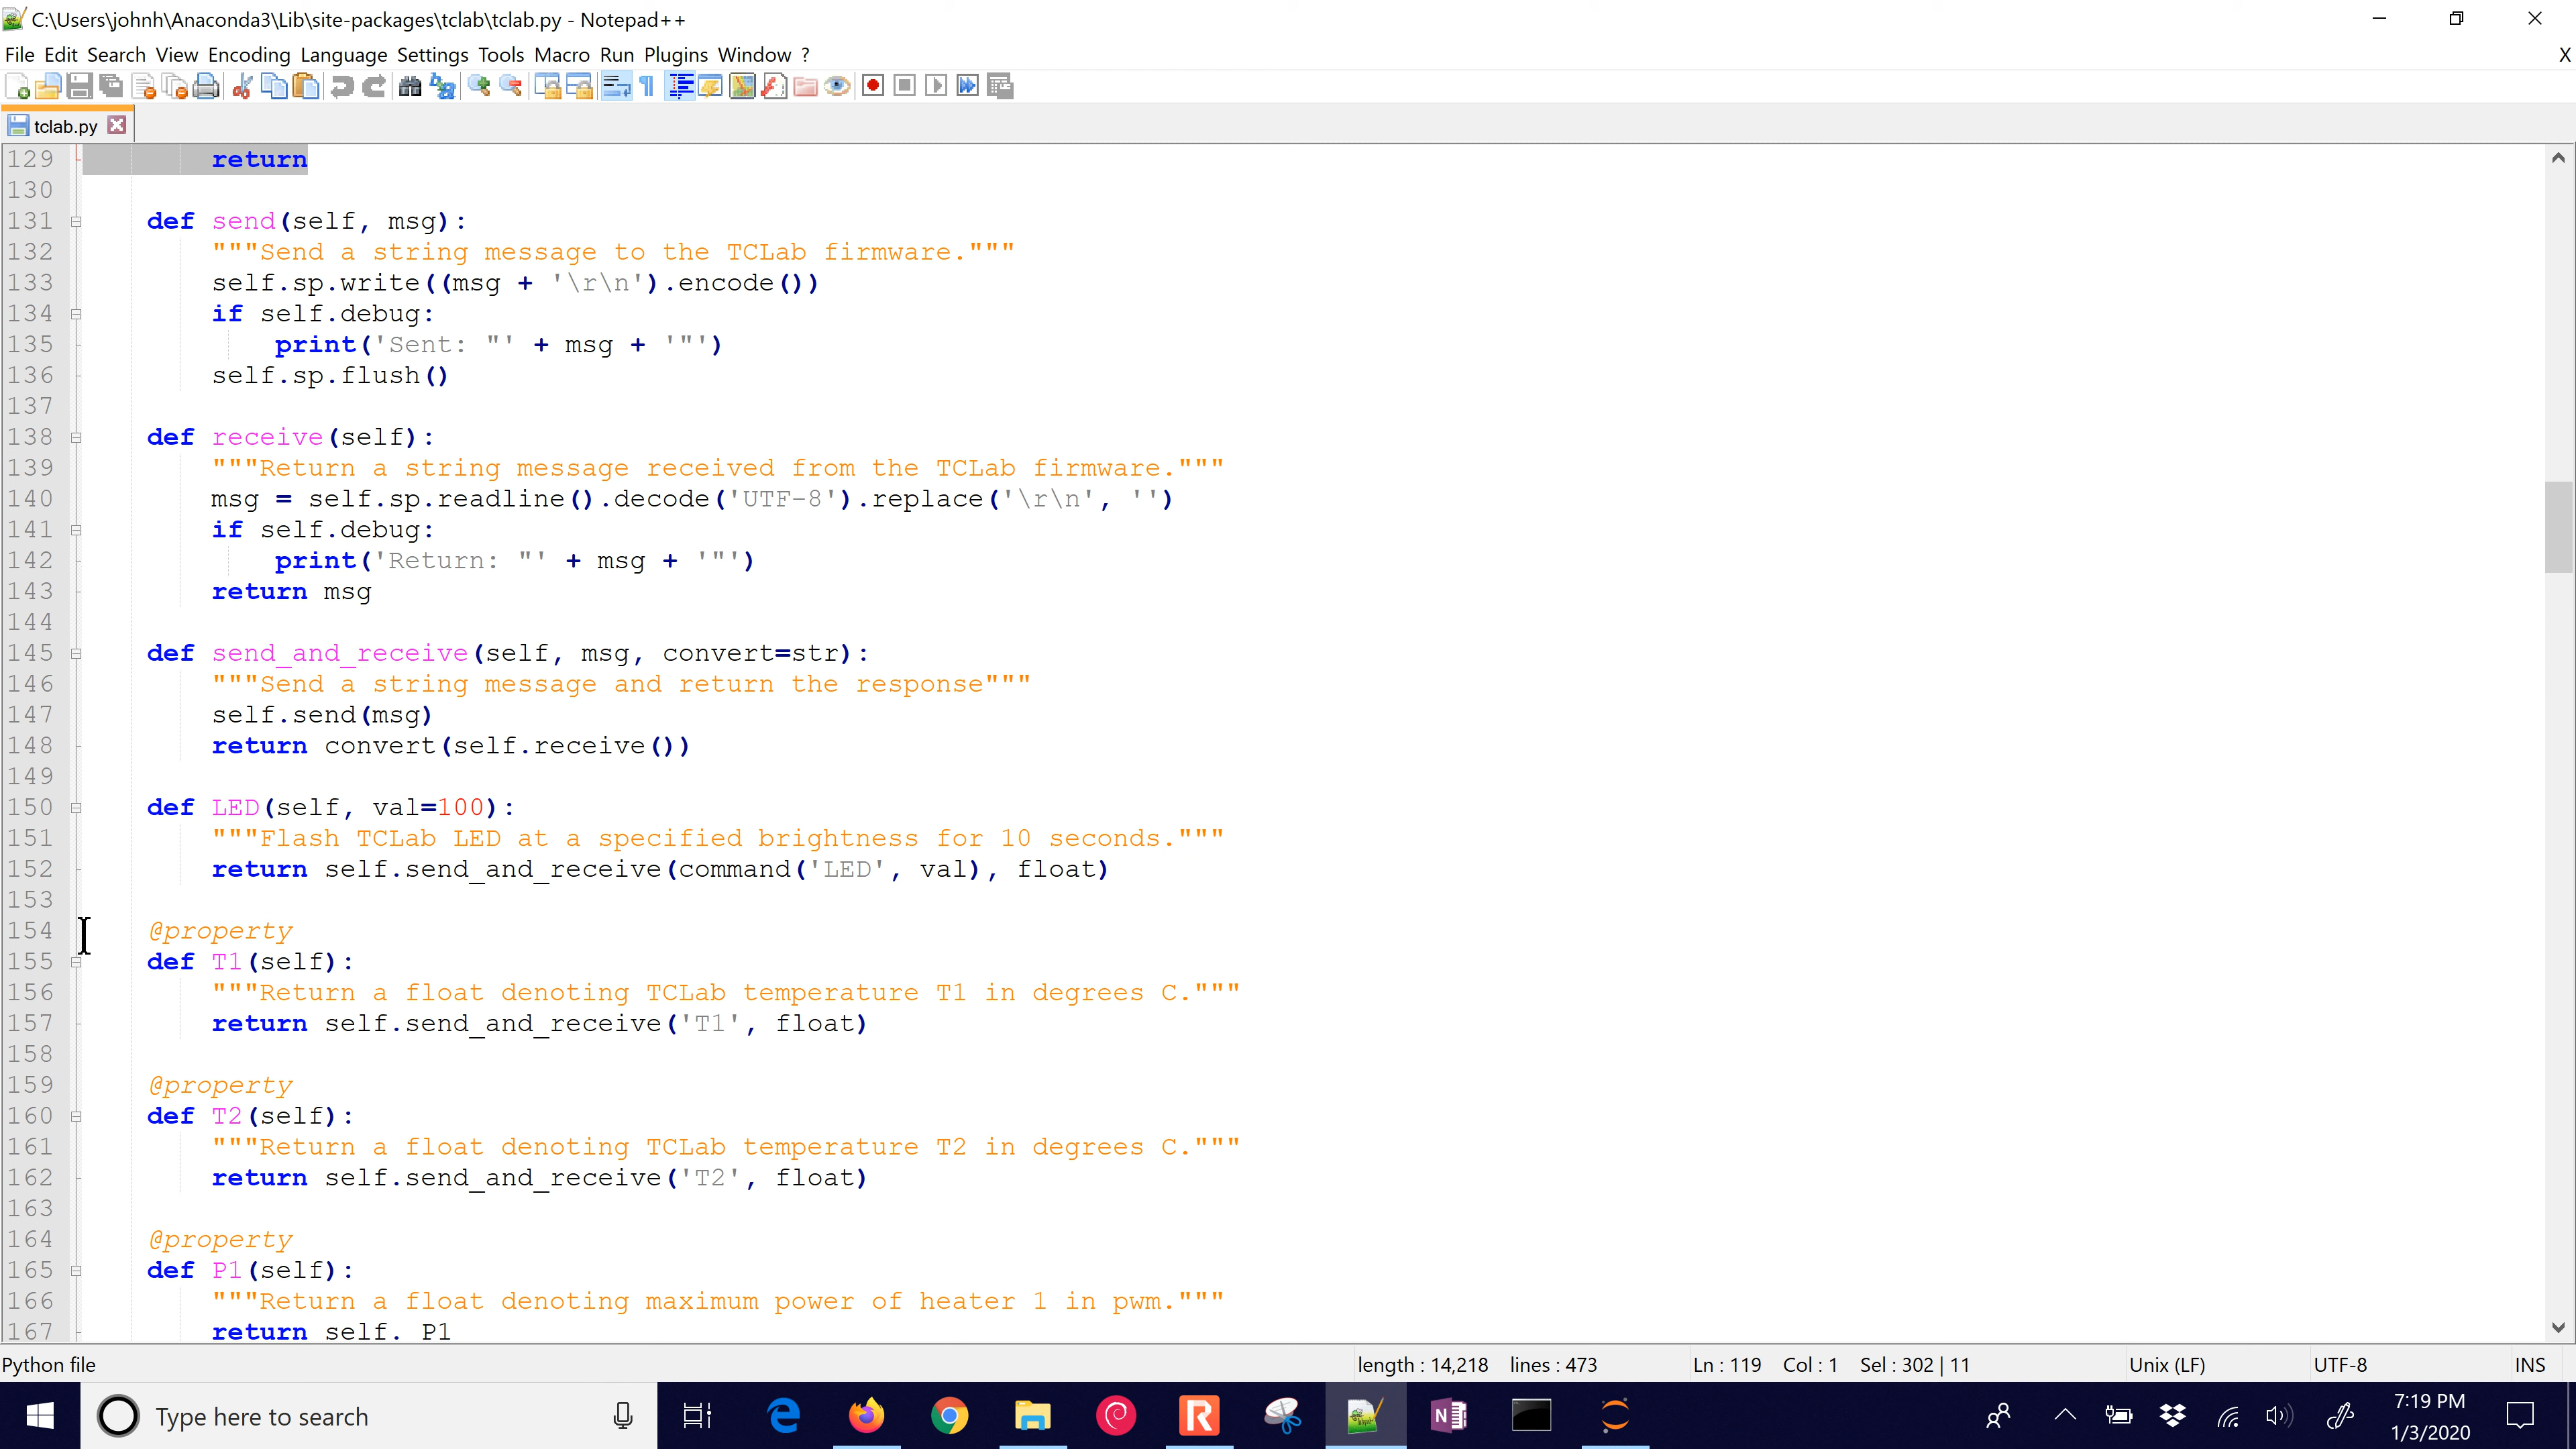 C:\Users\johnh\Anaconda3\Lib\site-packages\tclab\tclab.py - Notepad++
File Edit Search View Encoding Language Settings Tools Macro Run Plugins Window ? X
tclab.py
129 return
130
131 def send(self, msg):
132 """Send a string message to the TCLab firmware."""
133 self.sp.write((msg + '\r\n').encode())
134 if self.debug:
135 print('Sent: "' + msg + '"')
136 self.sp.flush()
137
138 def receive(self):
139 """Return a string message received from the TCLab firmware."""
140 msg = self.sp.readline().decode('UTF-8').replace('\r\n', '')
141 if self.debug:
142 print('Return: "' + msg + '"')
143 return msg
144
145 def send_and_receive(self, msg, convert=str):
146 """Send a string message and return the response"""
147 self.send(msg)
148 return convert(self.receive())
149
150 def LED(self, val=100):
151 """Flash TCLab LED at a specified brightness for 10 seconds."""
152 return self.send_and_receive(command('LED', val), float)
153
154 @property
155 def T1(self):
156 """Return a float denoting TCLab temperature T1 in degrees C."""
157 return self.send_and_receive('T1', float)
158
159 @property
160 def T2(self):
161 """Return a float denoting TCLab temperature T2 in degrees C."""
162 return self.send_and_receive('T2', float)
163
164 @property
165 def P1(self):
166 """Return a float denoting maximum power of heater 1 in pwm."""
167 return self. P1
Python file length : 14,218 lines : 473 Ln : 119 Col : 1 Sel : 302 | 11 Unix (LF) UTF-8 INS
Type here to search
7:19 PM
1/3/2020